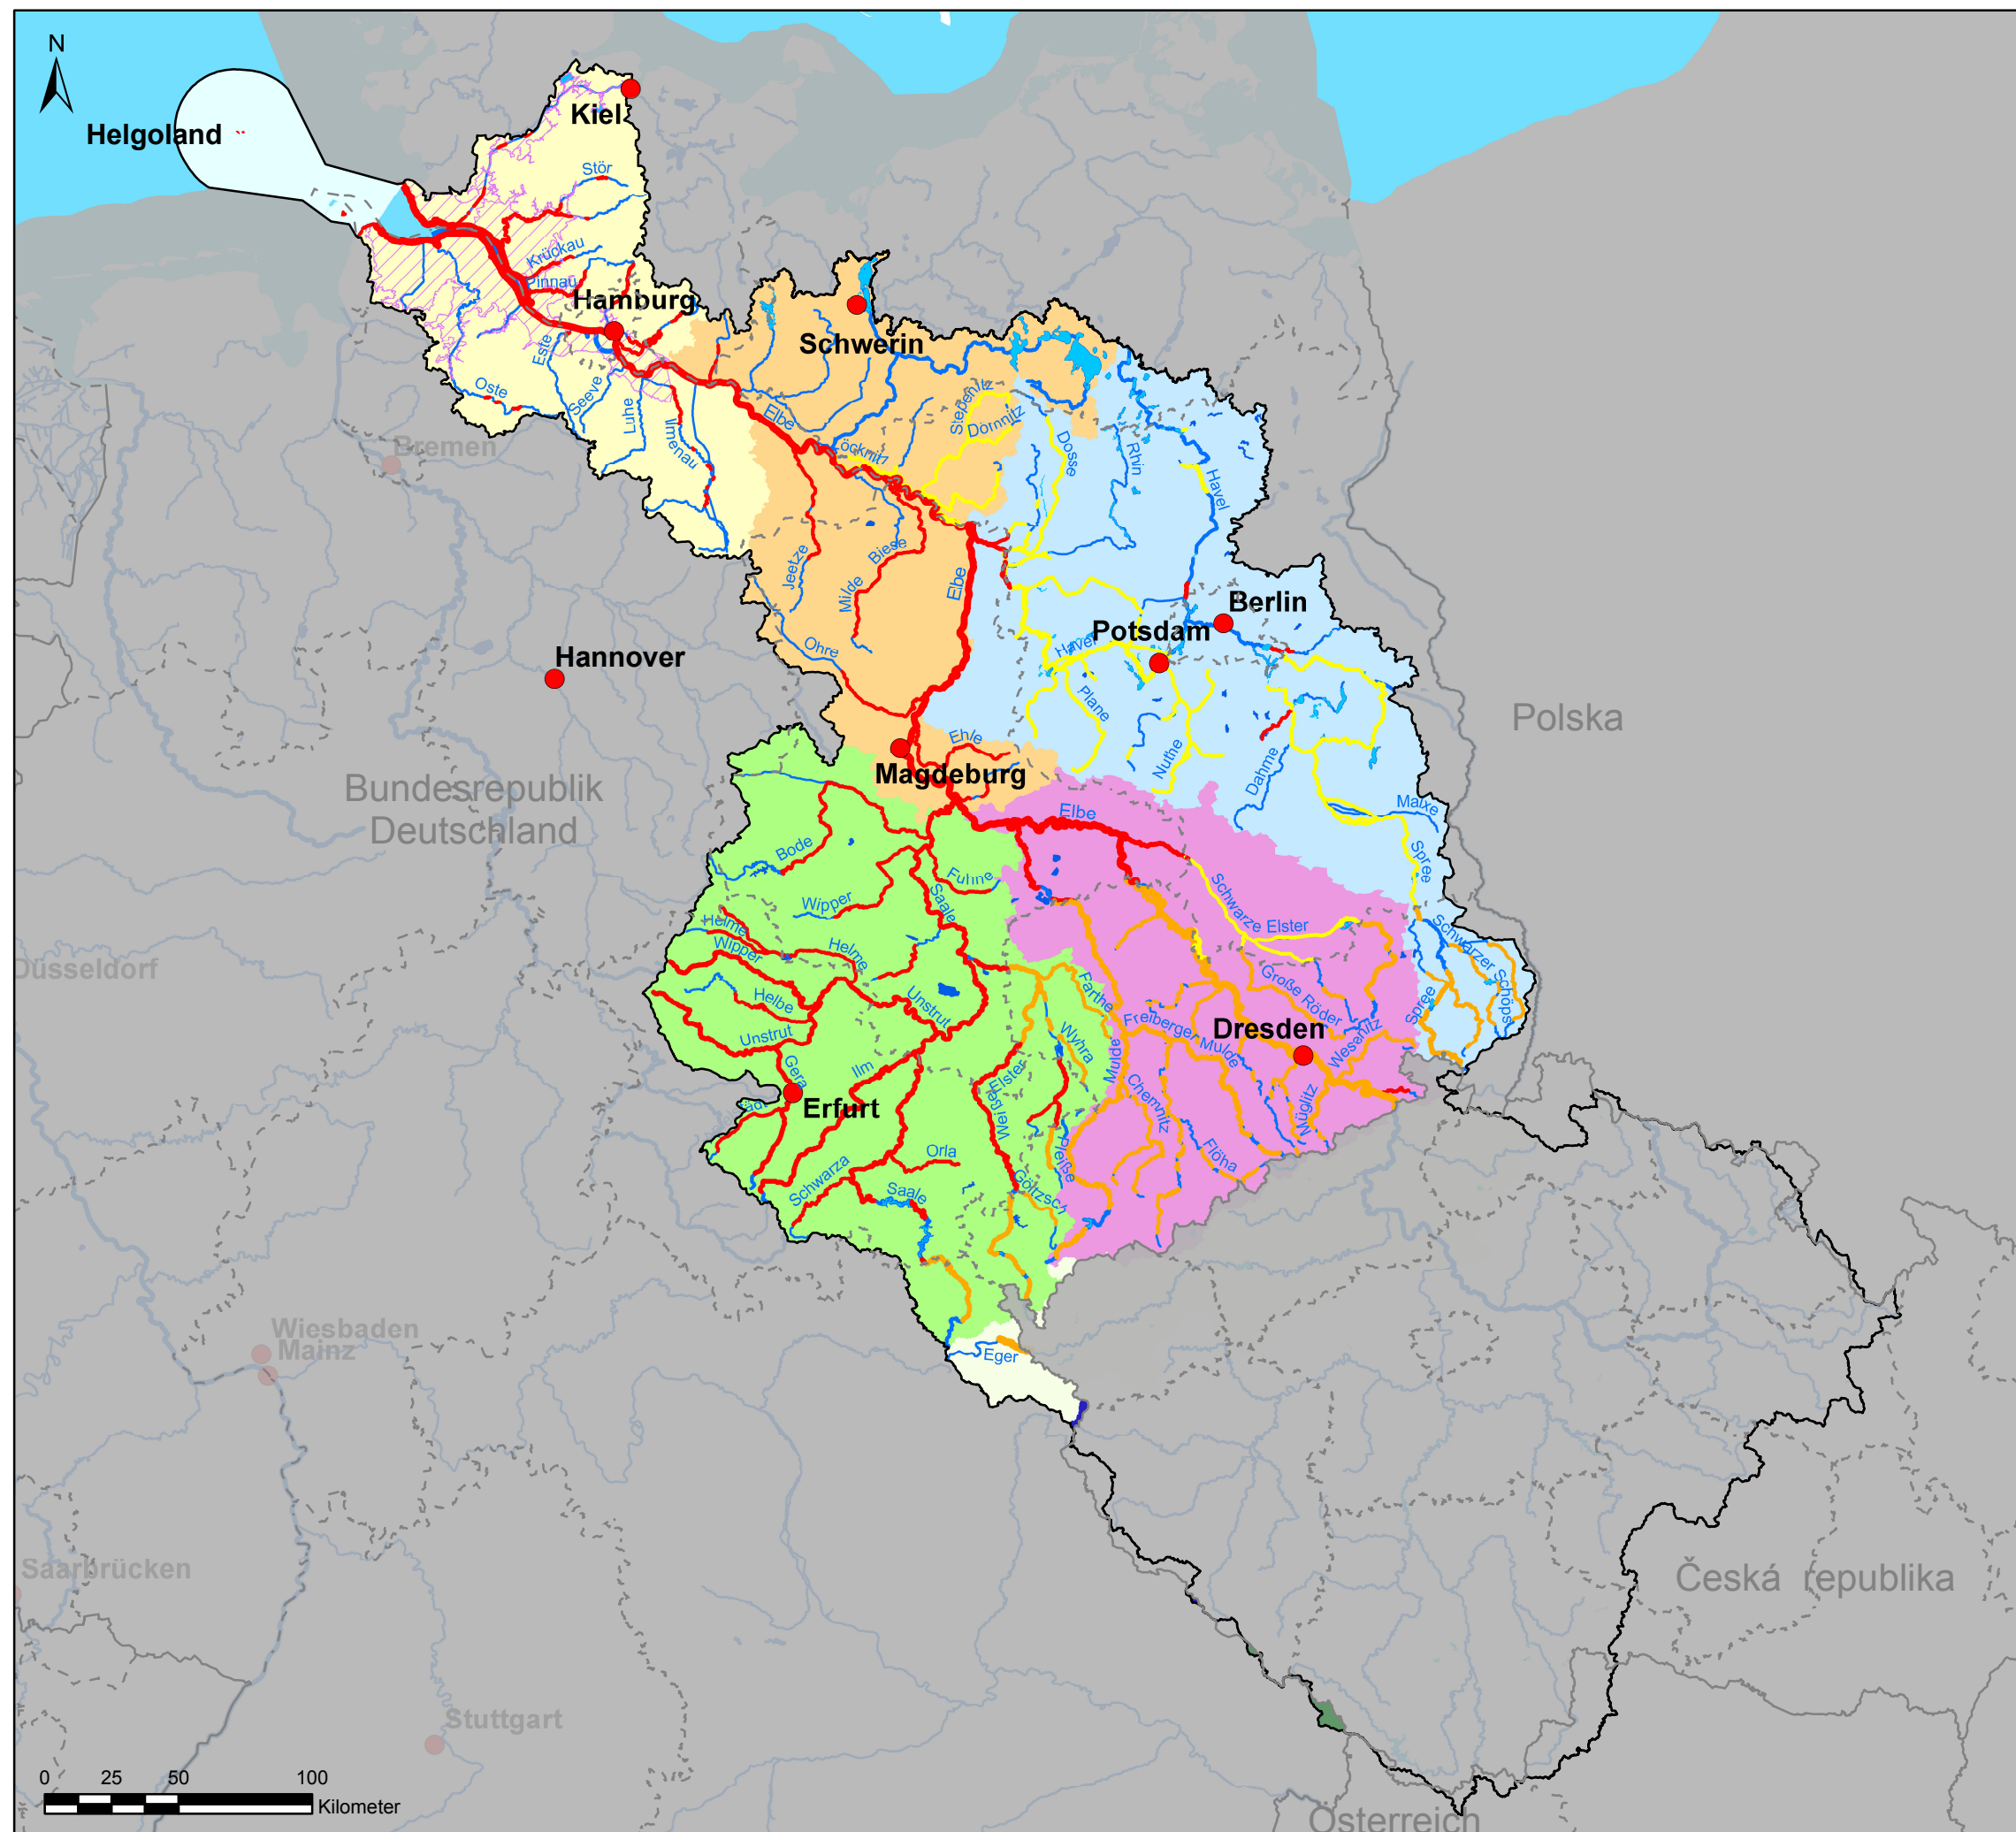 N
Kiel
Helgoland
Stör
Krückau
Pinnau
Hamburg
Schwerin
Este
Oste
Seeve
Luhe
Ilmenau
Elbe
Stepenitz
Dömnitz
Dosse
Rhin
Havel
Bremen
Jeetze
Biese
Milde
Elbe
Berlin
Potsdam
Havel
Hannover
Ohre
Plane
Polska
Ehle
Nuthe
Magdeburg
Dahme
Bundesrepublik
Deutschland
Elbe
Malxe
Bode
Spree
Fuhne
Schwarze Elster
Wipper
Saale
Helme
Wipper
Helme
Schwarzer Schöps
Düsseldorf
Helbe
Unstrut
Parthe
Große Röder
Spree
Freiberger Mulde
Dresden
Wesenitz
Unstrut
Wyhra
Gera
Ilm
Mulde
Weiße Elster
Chemnitz
Müglitz
Erfurt
Orla
Flöha
Schwarza
Saale
Göltzsch
Wiesbaden
Mainz
Eger
Saarbrücken
Česká republika
Stuttgart
0 25 50 100
Kilometer
Österreich